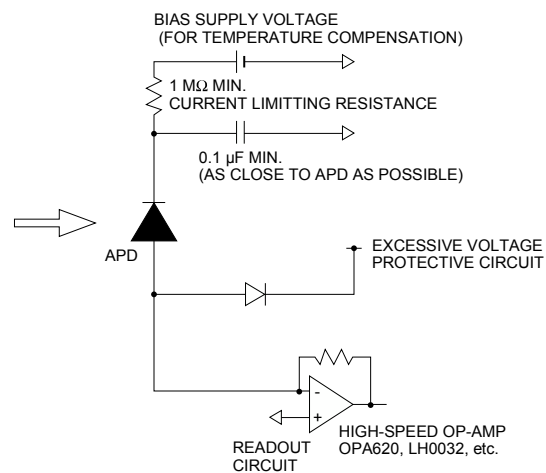 BIAS SUPPLY VOLTAGE
(FOR TEMPERATURE COMPENSATION)
1 MΩ MIN.
CURRENT LIMITTING RESISTANCE
0.1 µF MIN.
(AS CLOSE TO APD AS POSSIBLE)
APD
EXCESSIVE VOLTAGE
PROTECTIVE CIRCUIT
-
+
READOUT
CIRCUIT
HIGH-SPEED OP-AMP
OPA620, LH0032, etc.